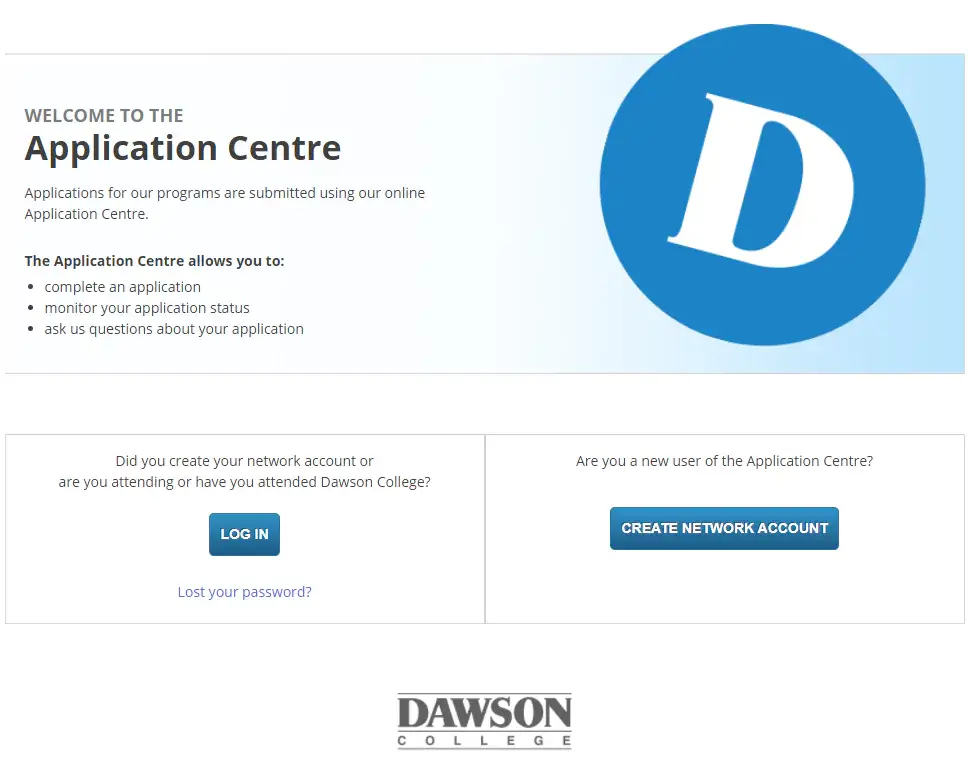 WELCOME TO THE
Application Centre
Applications for our programs are submitted using our online
Application Centre.
The Application Centre allows you to:
• complete an application
• monitor your application status
• ask us questions about your application
D
Did you create your network account or
are you attending or have you attended Dawson College?
LOG IN
Lost your password?
Are you a new user of the Application Centre?
CREATE NETWORK ACCOUNT
DAWSON
COLLEGE